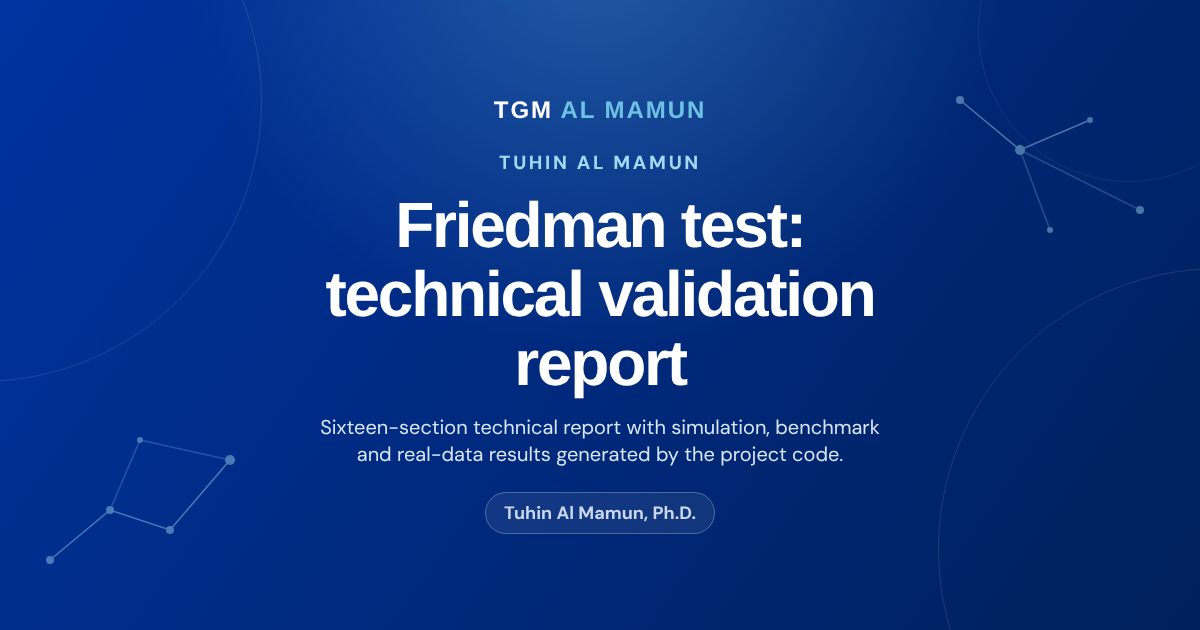 TGM AL MAMUN
TUHIN AL MAMUN
Friedman test:
technical validation
report
Sixteen-section technical report with simulation, benchmark
and real-data results generated by the project code.
Tuhin Al Mamun, Ph.D.